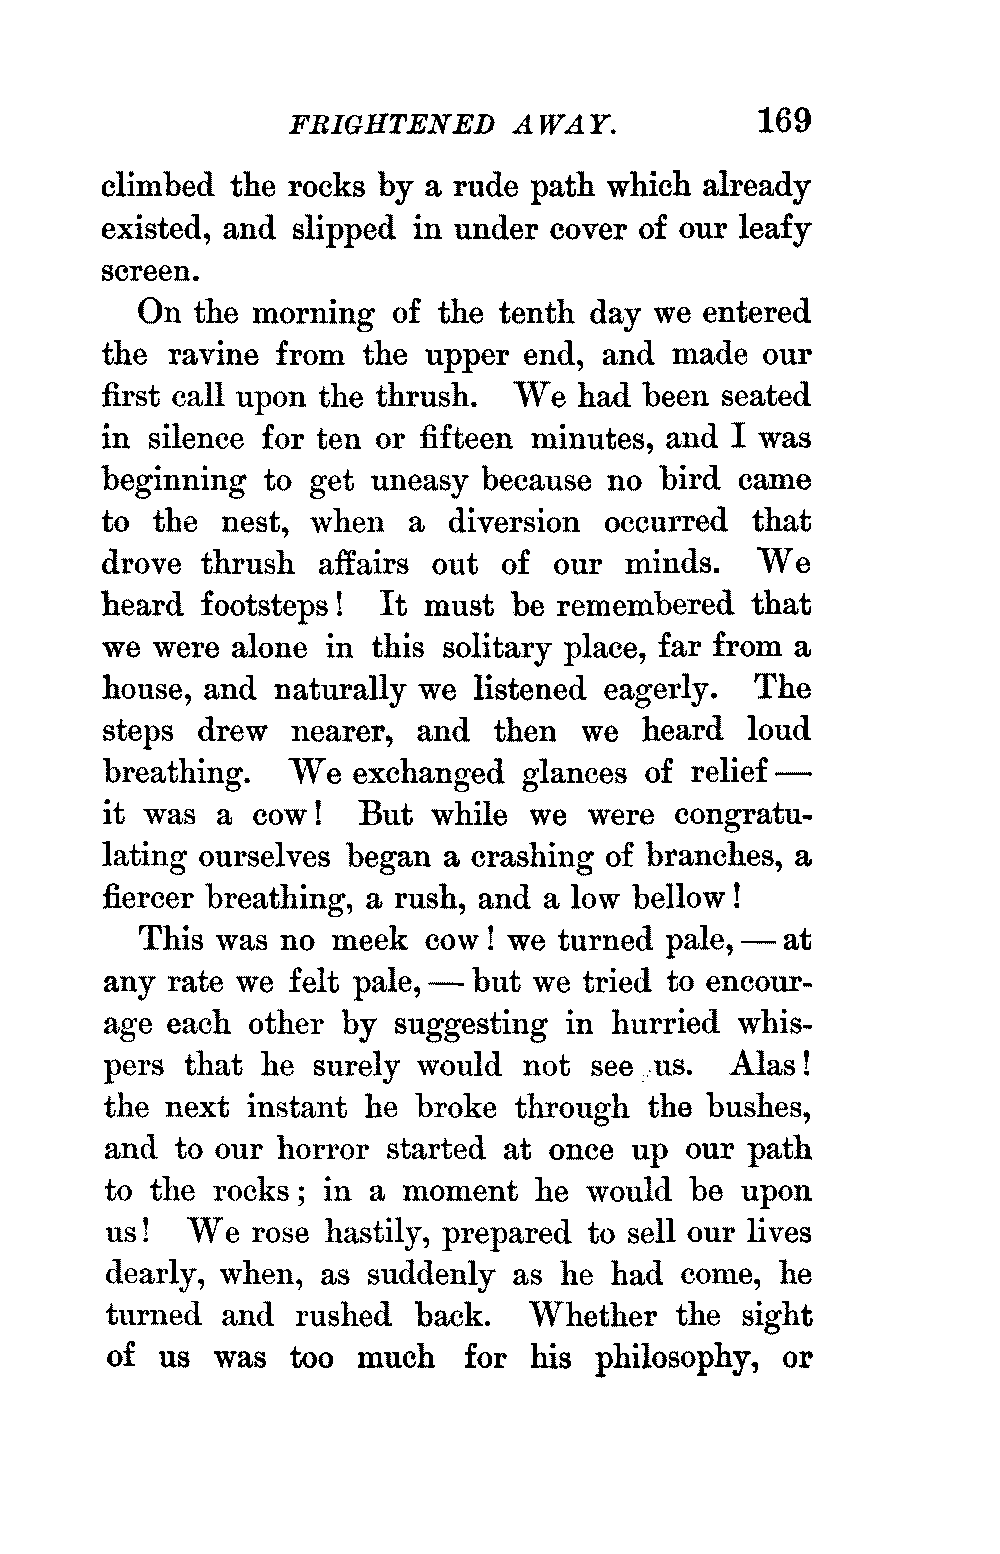 FRIGHTENED AWAY. 169
climbed the rocks by a rude path which already
existed, and slipped in under cover of our leafy
screen.
On the morning of the tenth day we entered
the ravine from the upper end, and made our
first call upon the thrush. We had been seated
in silence for ten or fifteen minutes, and I was
beginning to get uneasy because no bird came
to the nest, when a diversion occurred that
drove thrush affairs out of our minds. We
heard footsteps! It must be remembered that
we were alone in this solitary place, far from a
house, and naturally we listened eagerly. The
steps drew nearer, and then we heard loud
breathing. We exchanged glances of relief —
it was a cow! But while we were congratu-
lating ourselves began a crashing of branches, a
fiercer breathing, a rush, and a low bellow!
This was no meek cow! we turned pale, — at
any rate we felt pale, — but we tried to encour-
age each other by suggesting in hurried whis-
pers that he surely would not see us. Alas!
the next instant he broke through the bushes,
and to our horror started at once up our path
to the rocks; in a moment he would be upon
us! We rose hastily, prepared to sell our lives
dearly, when, as suddenly as he had come, he
turned and rushed back. Whether the sight
of us was too much for his philosophy, or